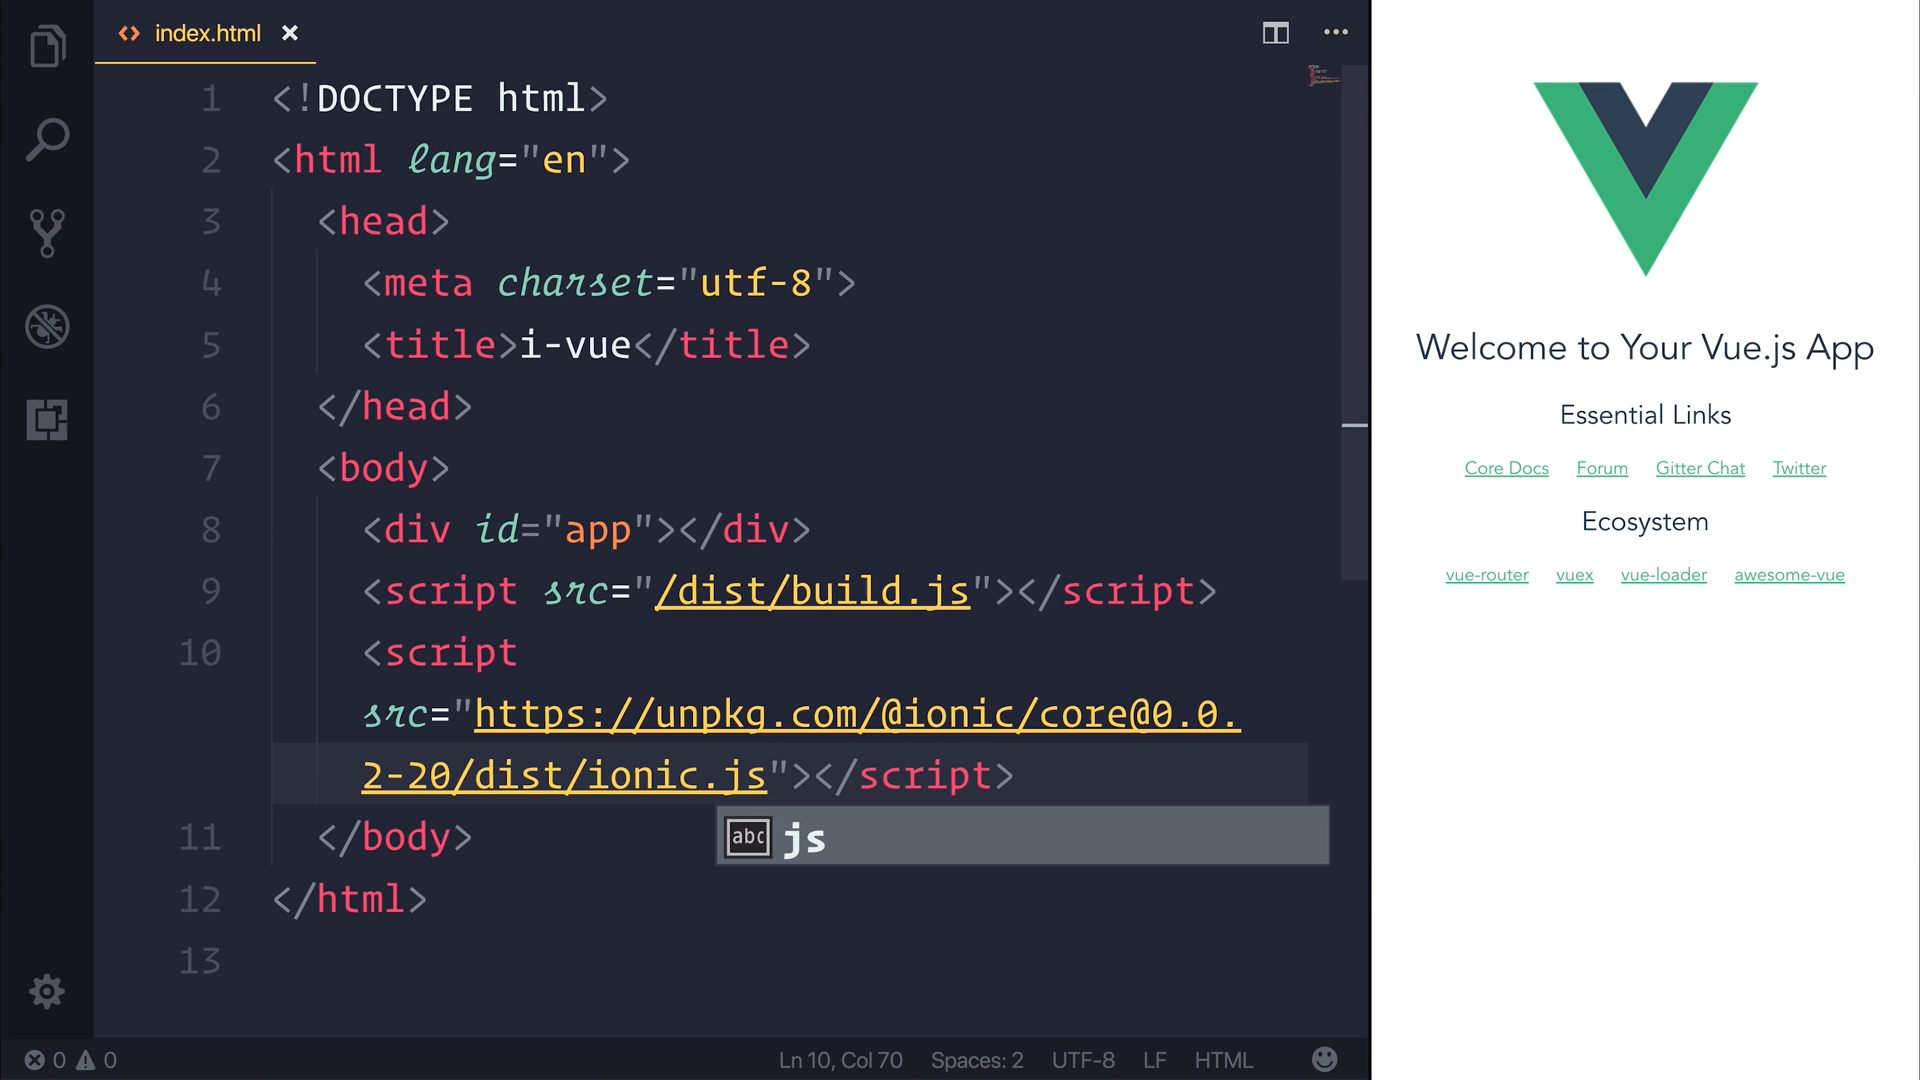 index.html
1 <!DOCTYPE html>
2 <html lang="en">
3 <head>
4 <meta charset="utf-8">
5 <title>i-vue</title>
6 </head>
7 <body>
8 <div id="app"></div>
9 <script src="/dist/build.js"></script>
10 <script
src="https://unpkg.com/@ionic/core@0.0.
2-20/dist/ionic.js"></script>
abc js
11 </body>
12 </html>
13
0 0 Ln 10, Col 70 Spaces: 2 UTF-8 LF HTML
Welcome to Your Vue.js App
Essential Links
Core Docs Forum Gitter Chat Twitter
Ecosystem
vue-router vuex vue-loader awesome-vue